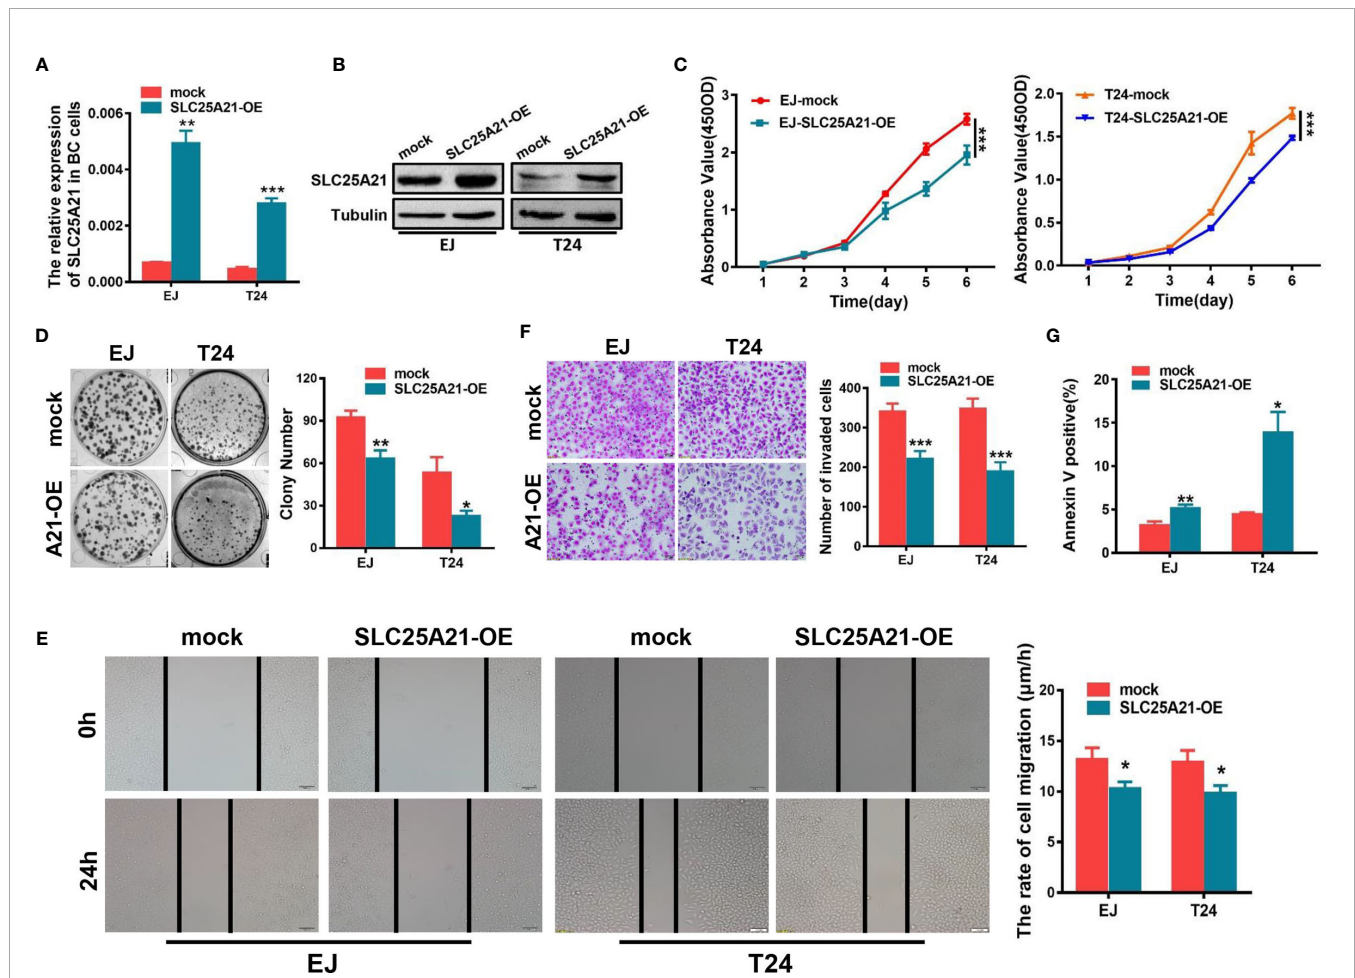 A
mock
SLC25A21-OE
The relative expression
of SLC25A21 in BC cells
0.006
0.004
0.002
0.000
**
***
EJ
T24
B
mock
SLC25A21-OE
mock
SLC25A21-OE
SLC25A21
Tubulin
EJ
T24
C
EJ-mock
EJ-SLC25A21-OE
Absorbance Value(450OD)
3
2
1
0
***
1 2 3 4 5 6
Time(day)
T24-mock
T24-SLC25A21-OE
Absorbance Value(450OD)
2.0
1.5
1.0
0.5
0.0
***
1 2 3 4 5 6
Time(day)
D
EJ
T24
mock
A21-OE
mock
SLC25A21-OE
Clony Number
120
90
60
30
0
**
*
EJ
T24
F
EJ
T24
mock
A21-OE
mock
SLC25A21-OE
Number of invaded cells
400
300
200
100
0
***
***
EJ
T24
G
mock
SLC25A21-OE
Annexin V positive(%)
20
15
10
5
0
**
*
EJ
T24
E
mock
SLC25A21-OE
mock
SLC25A21-OE
0h
24h
EJ
T24
mock
SLC25A21-OE
The rate of cell migration (μm/h)
20
15
10
5
0
*
*
EJ
T24